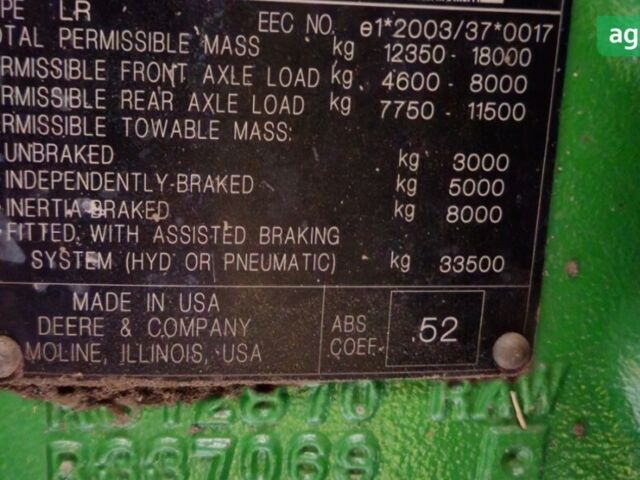 PE LR EEC NO. e1*2003/37*0017
OTAL PERMISSIBLE MASS kg 12350 - 18000
RMISSIBLE FRONT AXLE LOAD kg 4600 - 8000
RMISSIBLE REAR AXLE LOAD kg 7750 - 11500
RMISSIBLE TOWABLE MASS:
UNBRAKED kg 3000
INDEPENDENTLY-BRAKED kg 5000
INERTIA-BRAKED kg 8000
FITTED WITH ASSISTED BRAKING
SYSTEM (HYD OR PNEUMATIC) kg 33500
MADE IN USA
DEERE & COMPANY
MOLINE, ILLINOIS, USA
ABS
COEF.
.52
RAW
R337069
ag